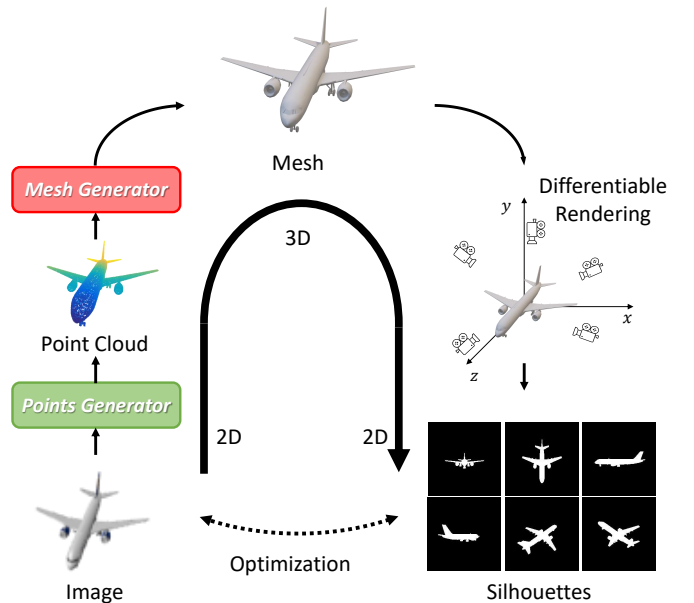 Mesh
Mesh Generator
Differentiable
Rendering
3D
y
x
z
Point Cloud
Points Generator
2D
2D
Optimization
Image
Silhouettes